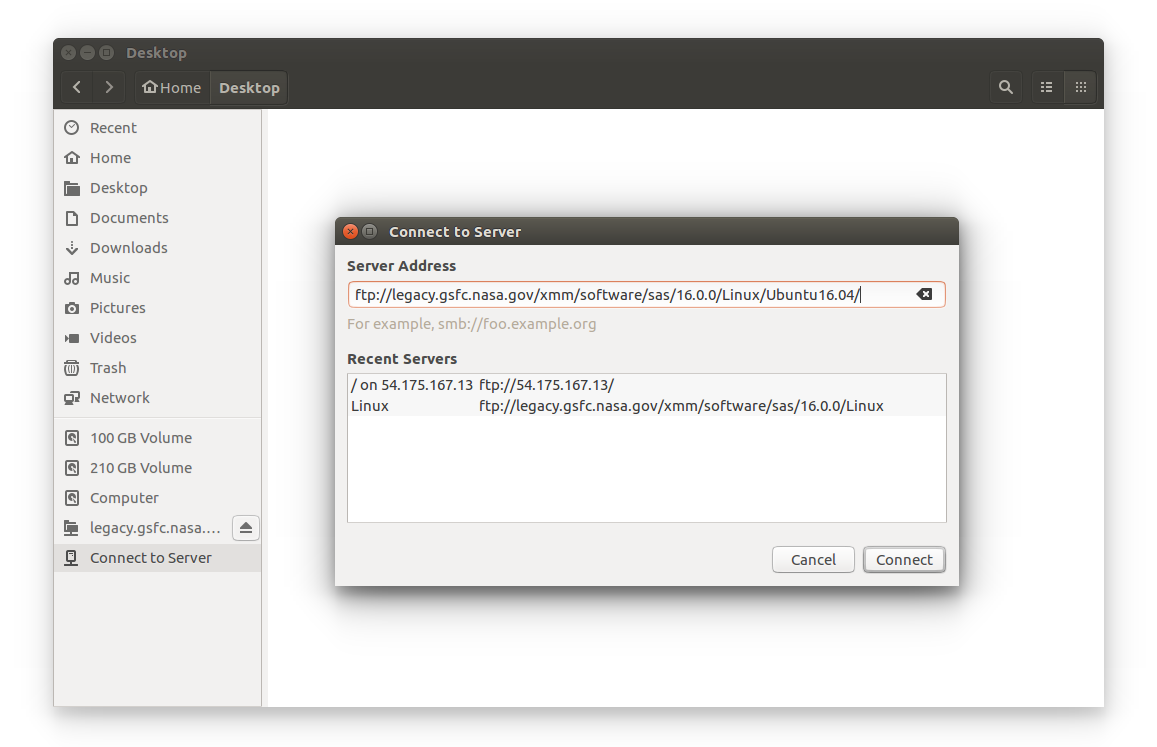 Desktop
Home Desktop
Recent
Home
Desktop
Documents
Downloads
Music
Pictures
Videos
Trash
Network
100 GB Volume
210 GB Volume
Computer
legacy.gsfc.nasa....
Connect to Server
Connect to Server
Server Address
ftp://legacy.gsfc.nasa.gov/xmm/software/sas/16.0.0/Linux/Ubuntu16.04/
For example, smb://foo.example.org
Recent Servers
/ on 54.175.167.13 ftp://54.175.167.13/
Linux ftp://legacy.gsfc.nasa.gov/xmm/software/sas/16.0.0/Linux
Cancel Connect